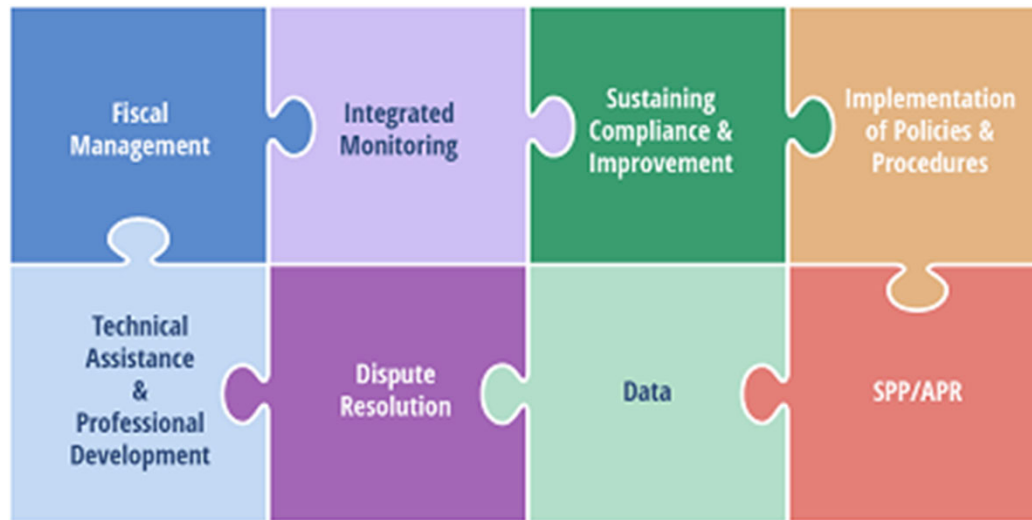 Fiscal
Management
Integrated
Monitoring
Sustaining
Compliance &
Improvement
Implementation
of Policies &
Procedures
Technical
Assistance
&
Professional
Development
Dispute
Resolution
Data
SPP/APR